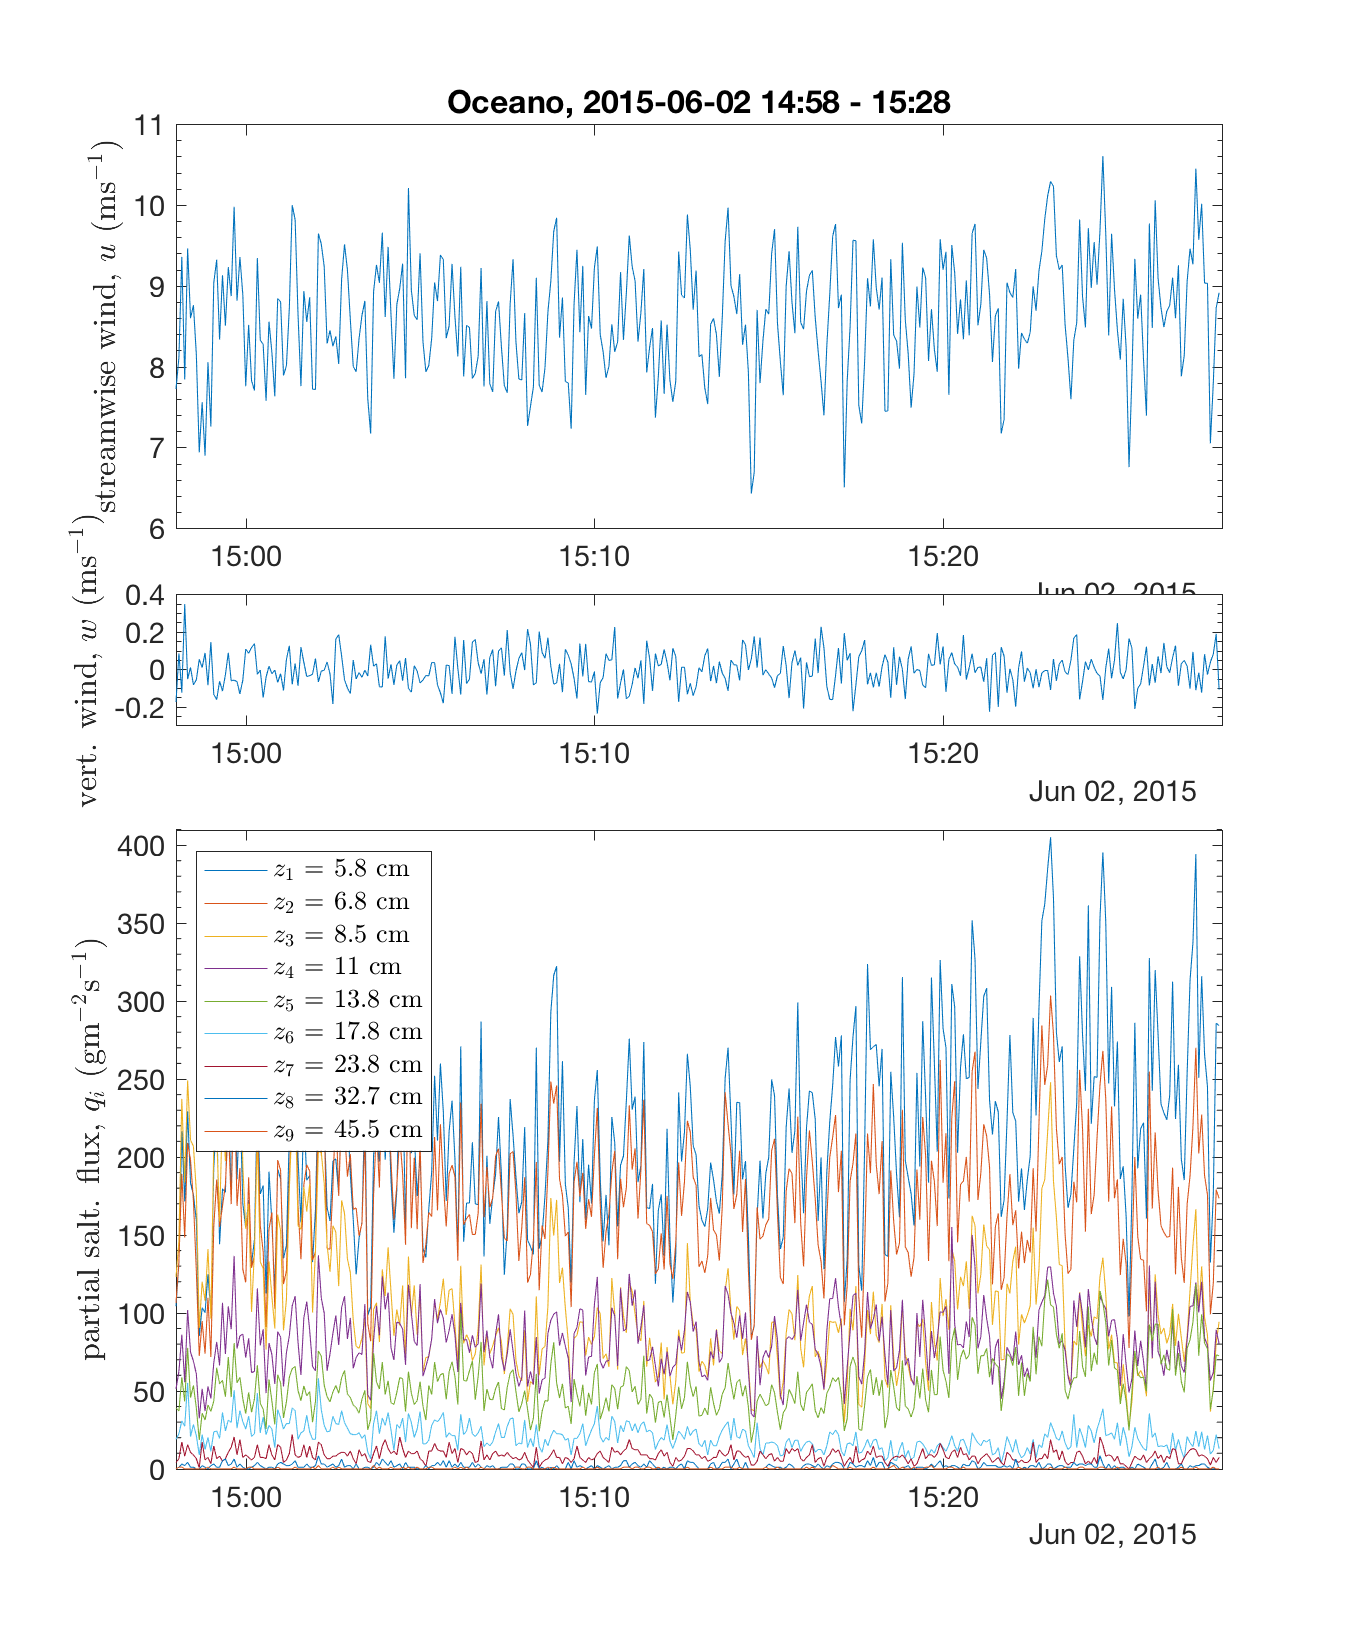 Oceano, 2015-06-02 14:58 - 15:28
streamwise wind, u (ms⁻¹)
11
10
9
8
7
6
15:00 15:10 15:20
Jun 02, 2015
vert. wind, w (ms⁻¹)
0.4
0.2
0
-0.2
15:00 15:10 15:20
Jun 02, 2015
partial salt. flux, qᵢ (gm⁻²s⁻¹)
400
350
300
250
200
150
100
50
0
z₁ = 5.8 cm
z₂ = 6.8 cm
z₃ = 8.5 cm
z₄ = 11 cm
z₅ = 13.8 cm
z₆ = 17.8 cm
z₇ = 23.8 cm
z₈ = 32.7 cm
z₉ = 45.5 cm
15:00 15:10 15:20
Jun 02, 2015